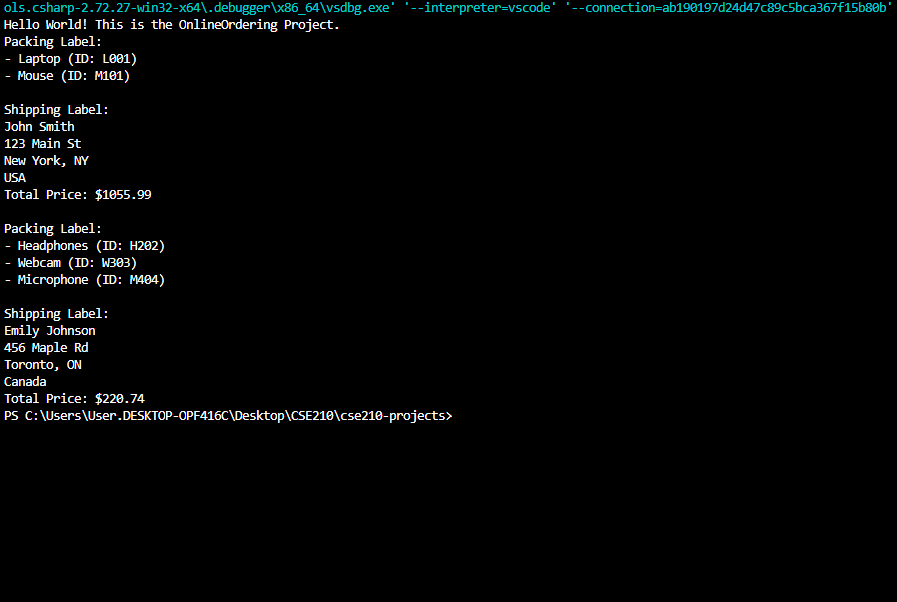 ols.csharp-2.72.27-win32-x64\.debugger\x86_64\vsdbg.exe' '--interpreter=vscode' '--connection=ab190197d24d47c89c5bca367f15b80b'
Hello World! This is the OnlineOrdering Project.
Packing Label:
- Laptop (ID: L001)
- Mouse (ID: M101)

Shipping Label:
John Smith
123 Main St
New York, NY
USA
Total Price: $1055.99

Packing Label:
- Headphones (ID: H202)
- Webcam (ID: W303)
- Microphone (ID: M404)

Shipping Label:
Emily Johnson
456 Maple Rd
Toronto, ON
Canada
Total Price: $220.74
PS C:\Users\User.DESKTOP-OPF416C\Desktop\CSE210\cse210-projects>